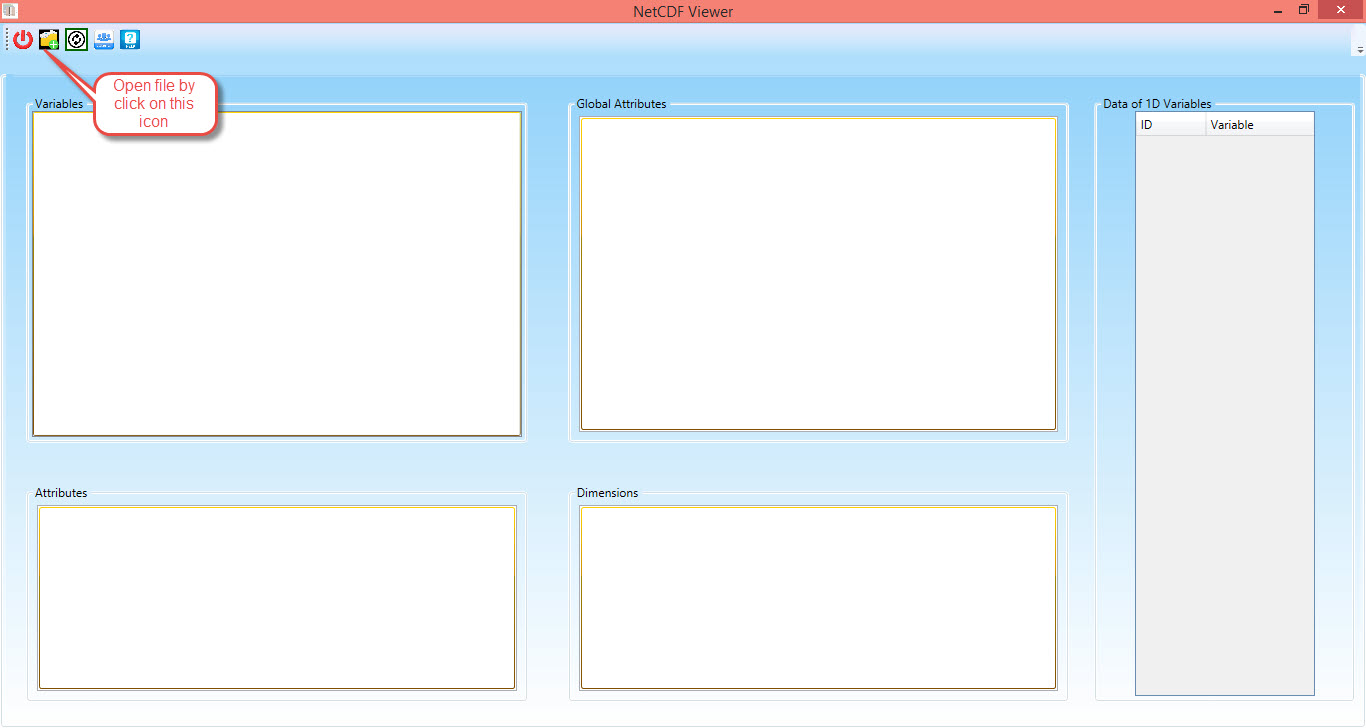 NetCDF Viewer
HELP
Open file by
click on this
icon
Variables
Global Attributes
Data of 1D Variables
ID Variable
Attributes
Dimensions